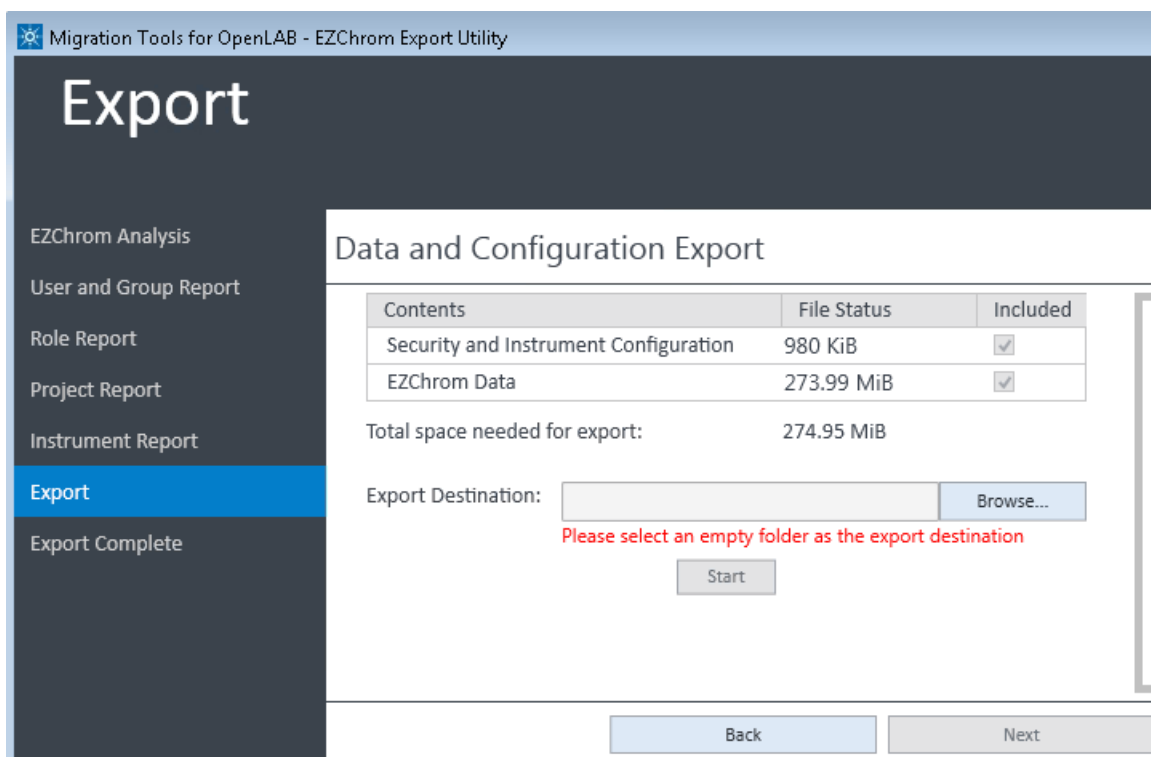 Migration Tools for OpenLAB - EZChrom Export Utility
Export
EZChrom Analysis
User and Group Report
Role Report
Project Report
Instrument Report
Export
Export Complete
Data and Configuration Export
Contents File Status Included
Security and Instrument Configuration 980 KiB
EZChrom Data 273.99 MiB
Total space needed for export: 274.95 MiB
Export Destination: Browse...
Please select an empty folder as the export destination
Start
Back Next